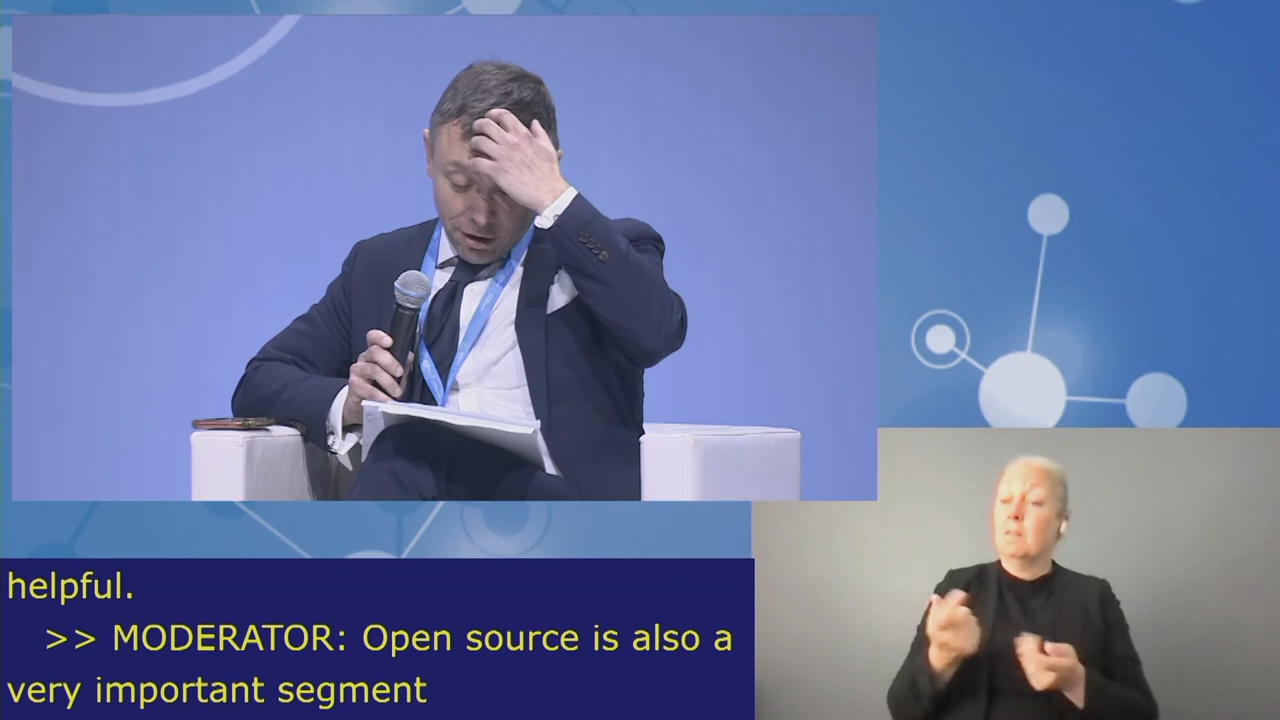 helpful.
>> MODERATOR: Open source is also a
very important segment